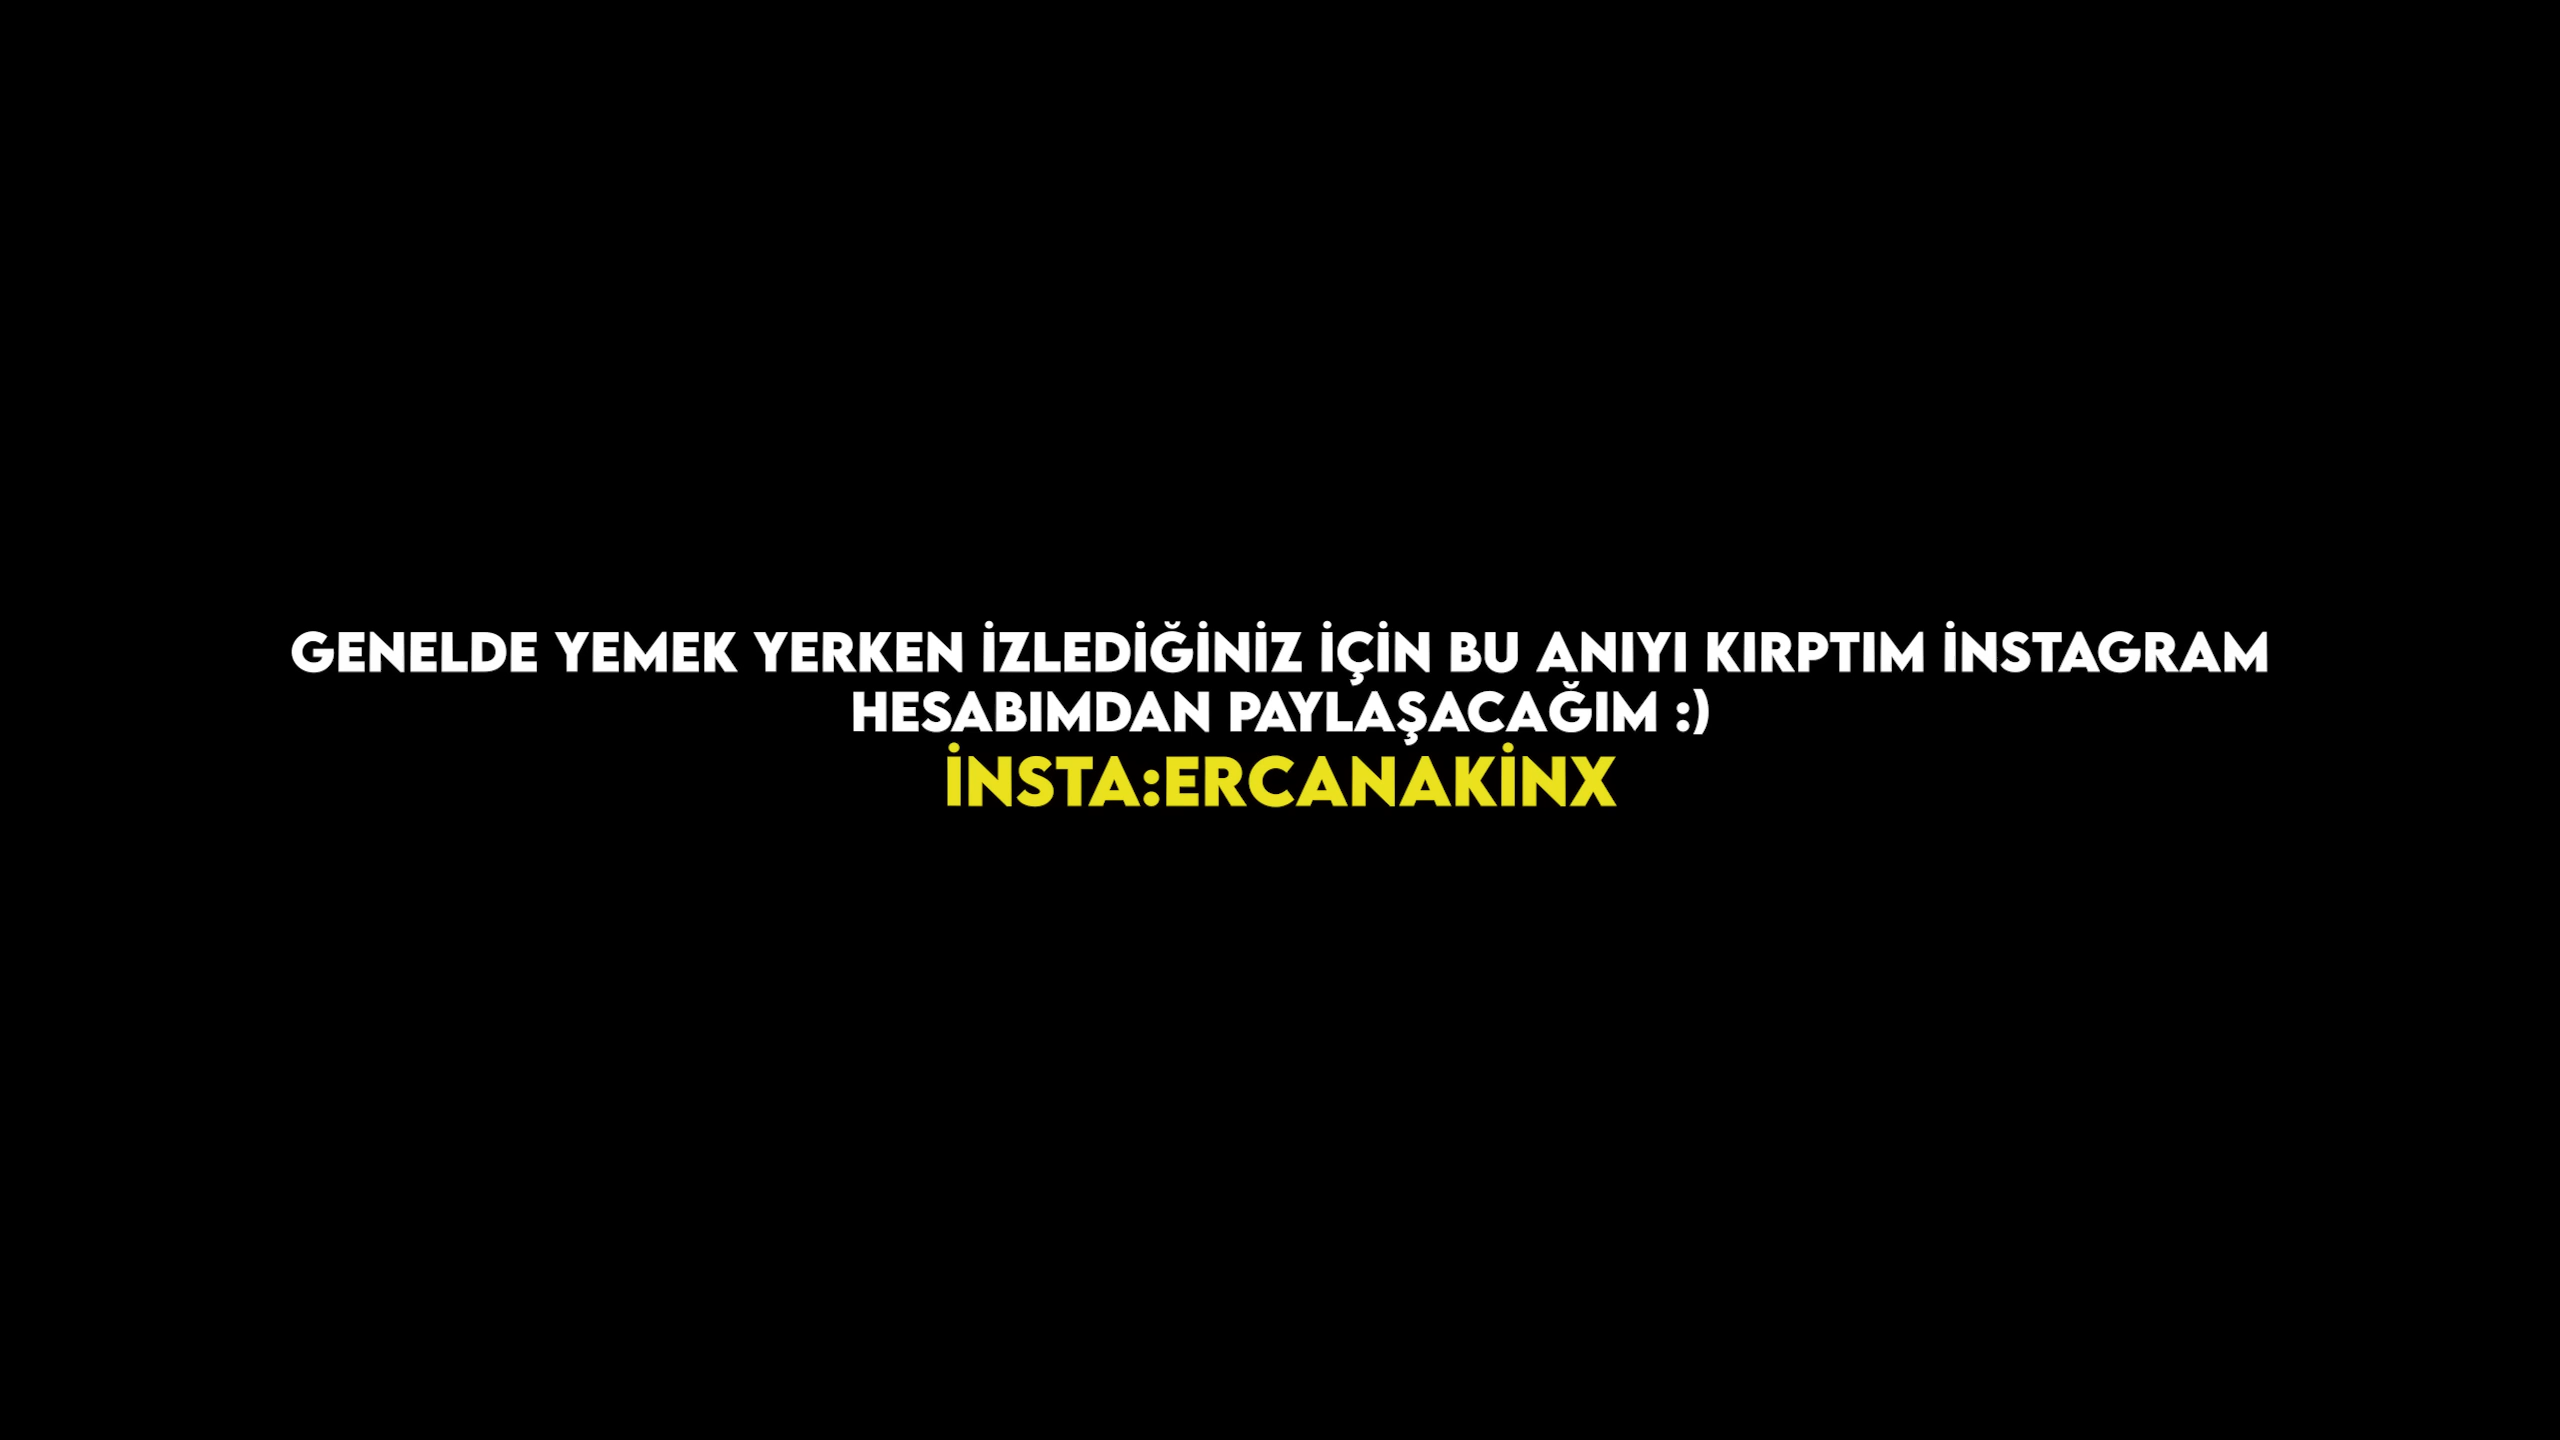 GENELDE YEMEK YERKEN İZLEDİĞİNİZ İÇİN BU ANIYI KIRPTIM İNSTAGRAM
HESABIMDAN PAYLAŞACAĞIM :)
İNSTA:ERCANAKİNX